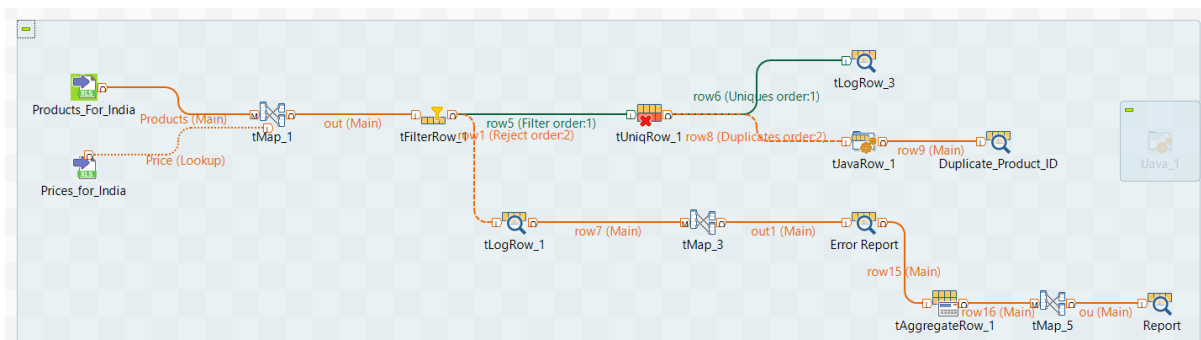 tLogRow_3
row6 (Uniques order:1)
XLS
Products_For_India
Products (Main)
tMap_1
out (Main)
tFilterRow_1
row5 (Filter order:1)
row1 (Reject order:2)
tUniqRow_1
row8 (Duplicates order:2)
tJavaRow_1
row9 (Main)
Duplicate_Product_ID
tJava_1
Price (Lookup)
XLS
Prices_for_India
tLogRow_1
row7 (Main)
tMap_3
out1 (Main)
Error Report
row15 (Main)
tAggregateRow_1
row16 (Main)
tMap_5
ou (Main)
Report